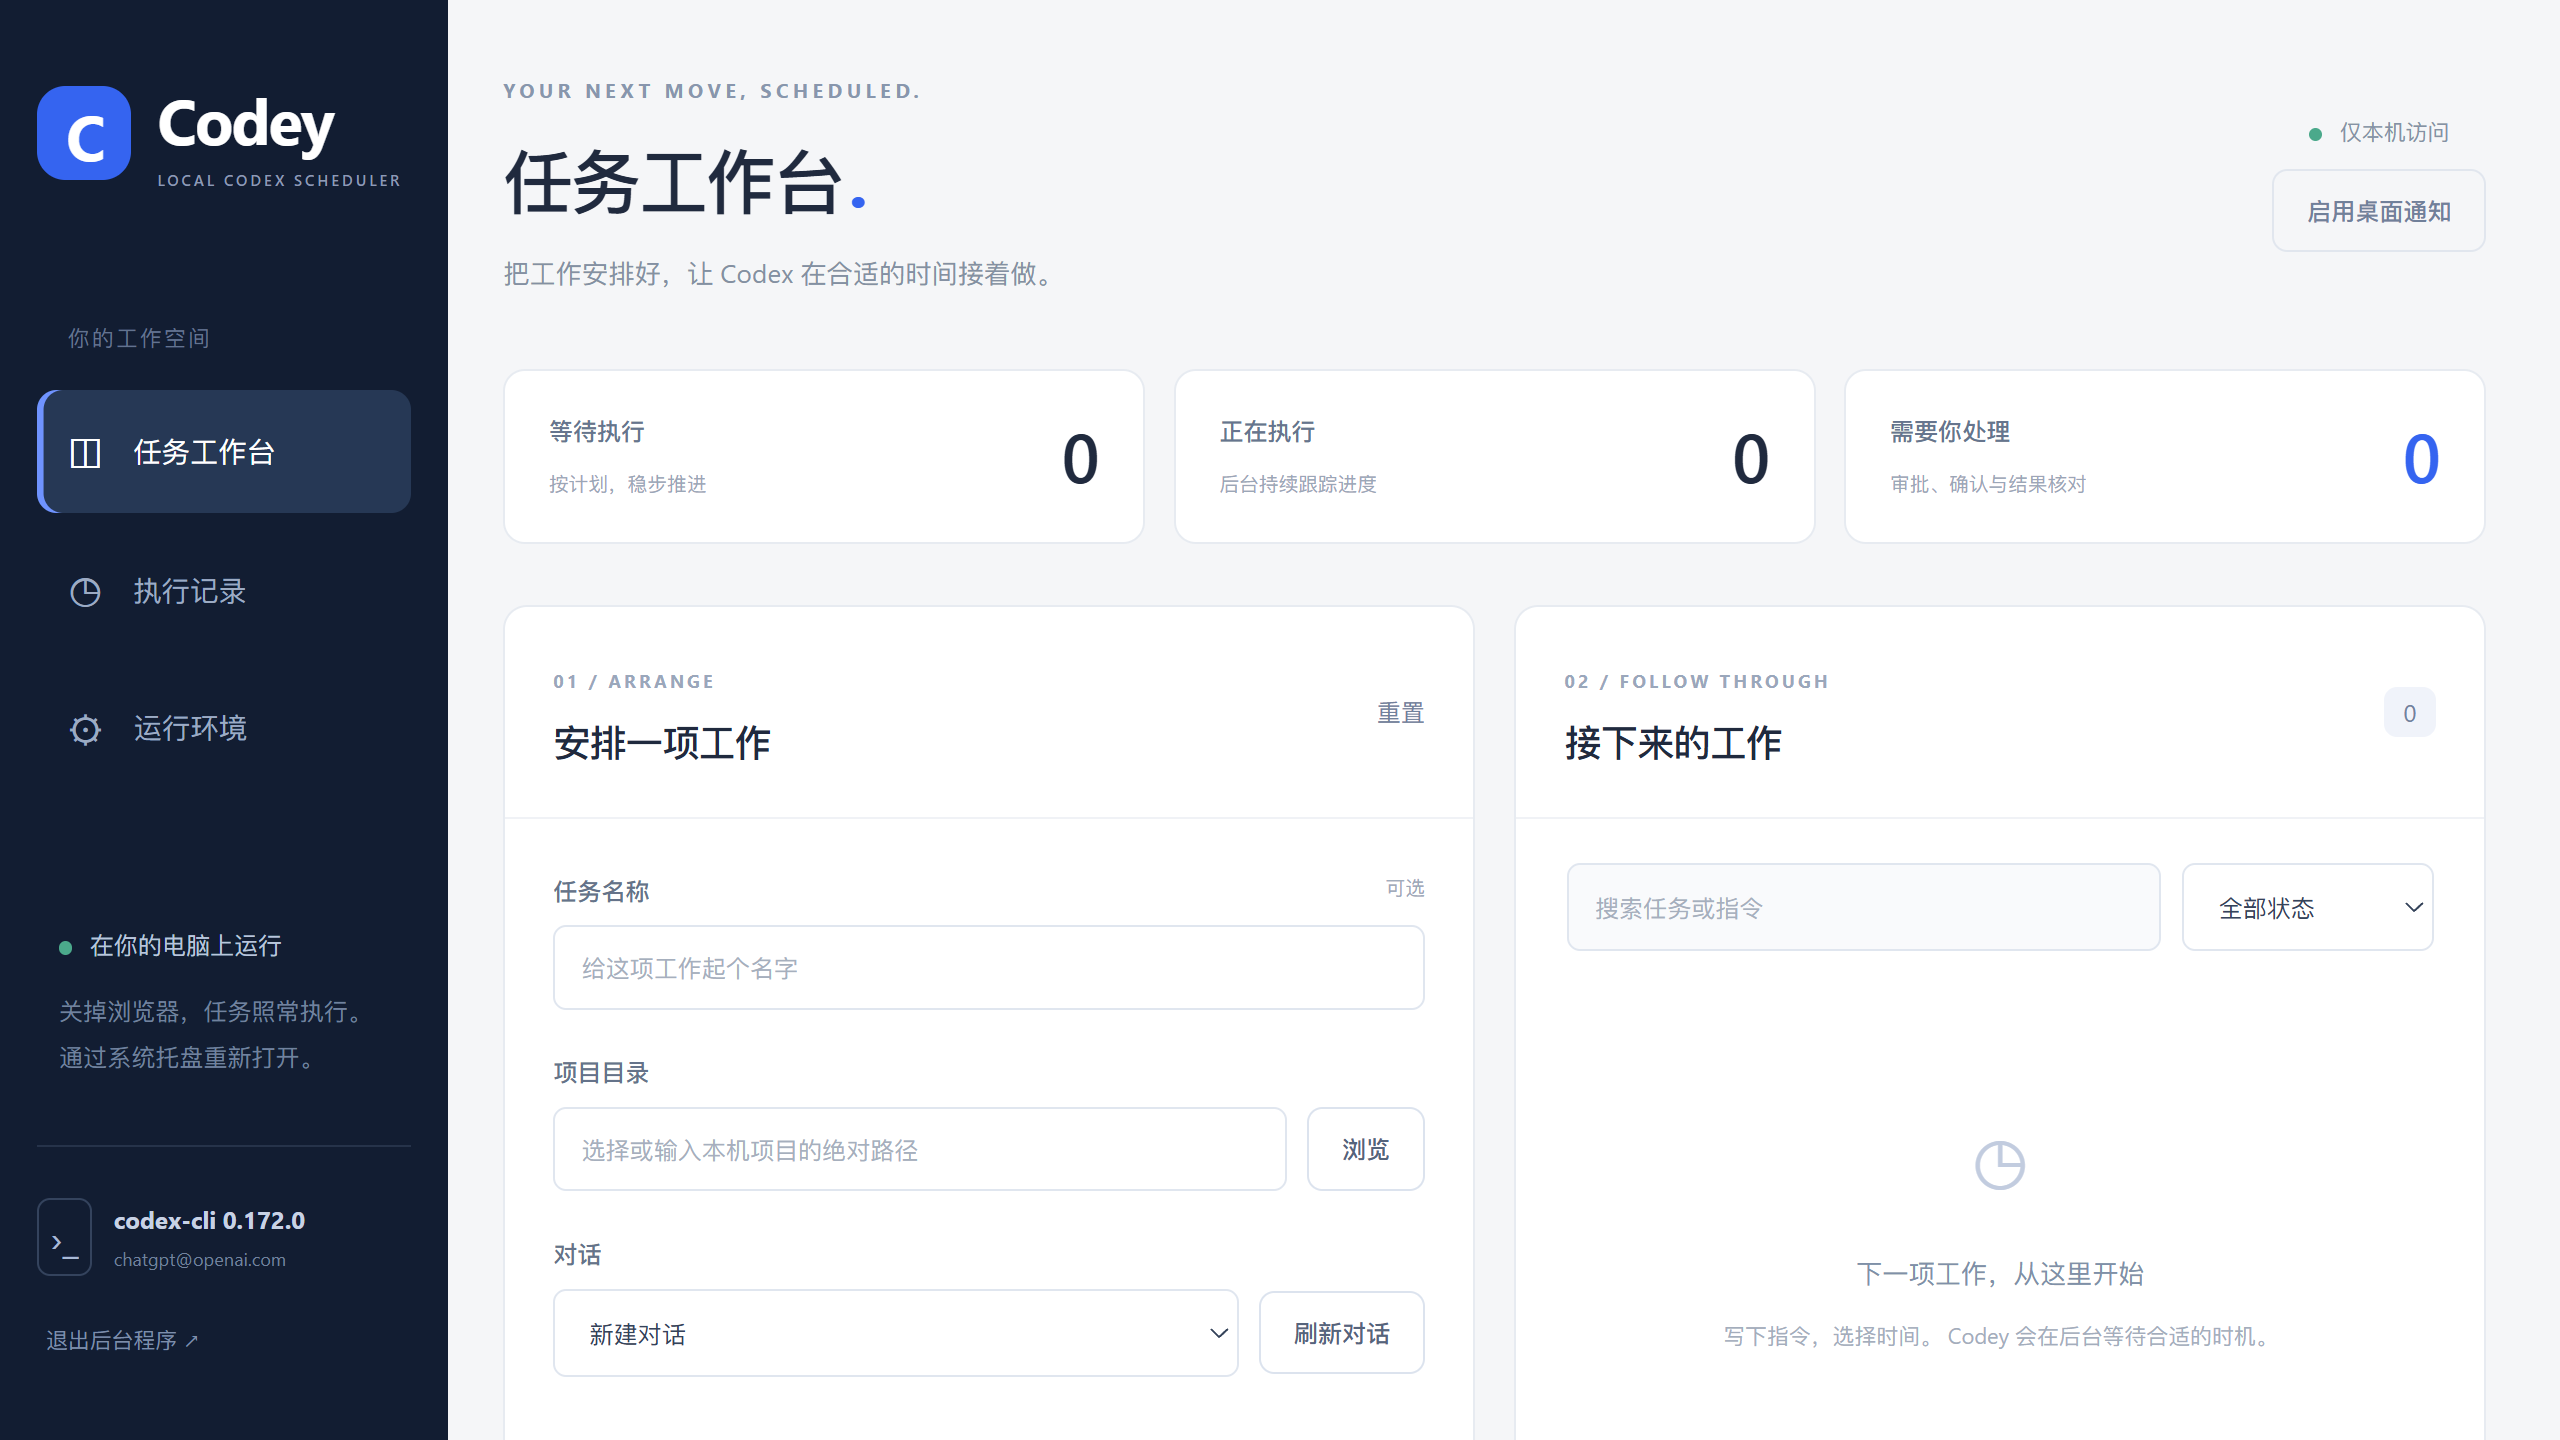 C
Codey
LOCAL CODEX SCHEDULER
你的工作空间
任务工作台
执行记录
运行环境
在你的电脑上运行
关掉浏览器，任务照常执行。
通过系统托盘重新打开。
›_
codex-cli 0.172.0
chatgpt@openai.com
退出后台程序 ↗
YOUR NEXT MOVE, SCHEDULED.
任务工作台.
把工作安排好，让 Codex 在合适的时间接着做。
仅本机访问
启用桌面通知
等待执行
按计划，稳步推进
0
正在执行
后台持续跟踪进度
0
需要你处理
审批、确认与结果核对
0
01 / ARRANGE
安排一项工作
重置
任务名称
可选
给这项工作起个名字
项目目录
选择或输入本机项目的绝对路径
浏览
对话
新建对话
刷新对话
02 / FOLLOW THROUGH
接下来的工作
0
搜索任务或指令
全部状态
下一项工作，从这里开始
写下指令，选择时间。 Codey 会在后台等待合适的时机。